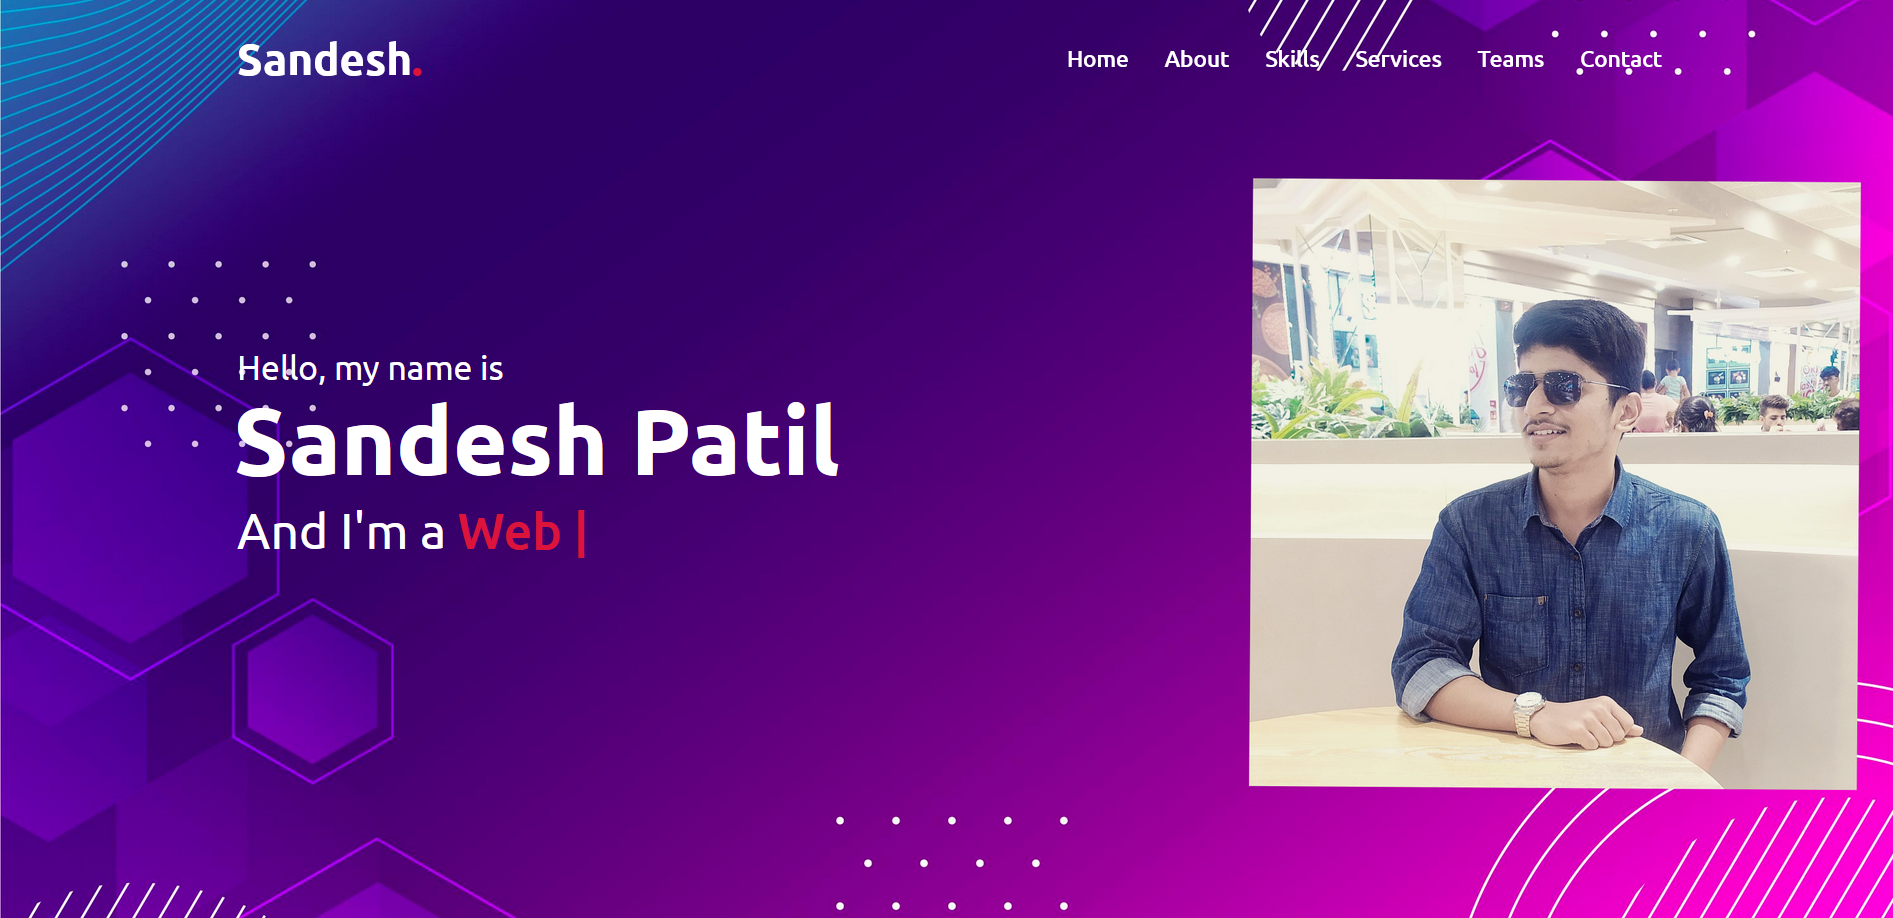 Sandesh.
Home About Skills Services Teams Contact
Hello, my name is
Sandesh Patil
And I'm a Web |